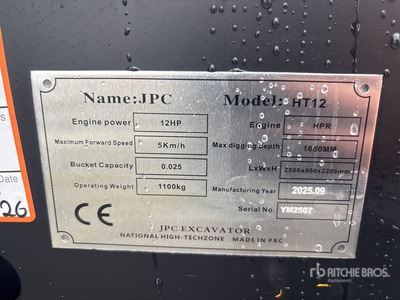 Name:JPC Model: HT12
Engine power 12HP Engine HPR
Maximum Forward Speed 5Km/h Max digging depth 1650MM
Bucket Capacity 0.025 LxWxH 2500x950x2200mm
Operating Weight 1100kg Manufacturing Year 2025.09
Serial No. YM2507
CE
JPC EXCAVATOR
NATIONAL HIGH-TECHZONE MADE IN PRC
Date
26
RITCHIE BROS.
Auctioneers